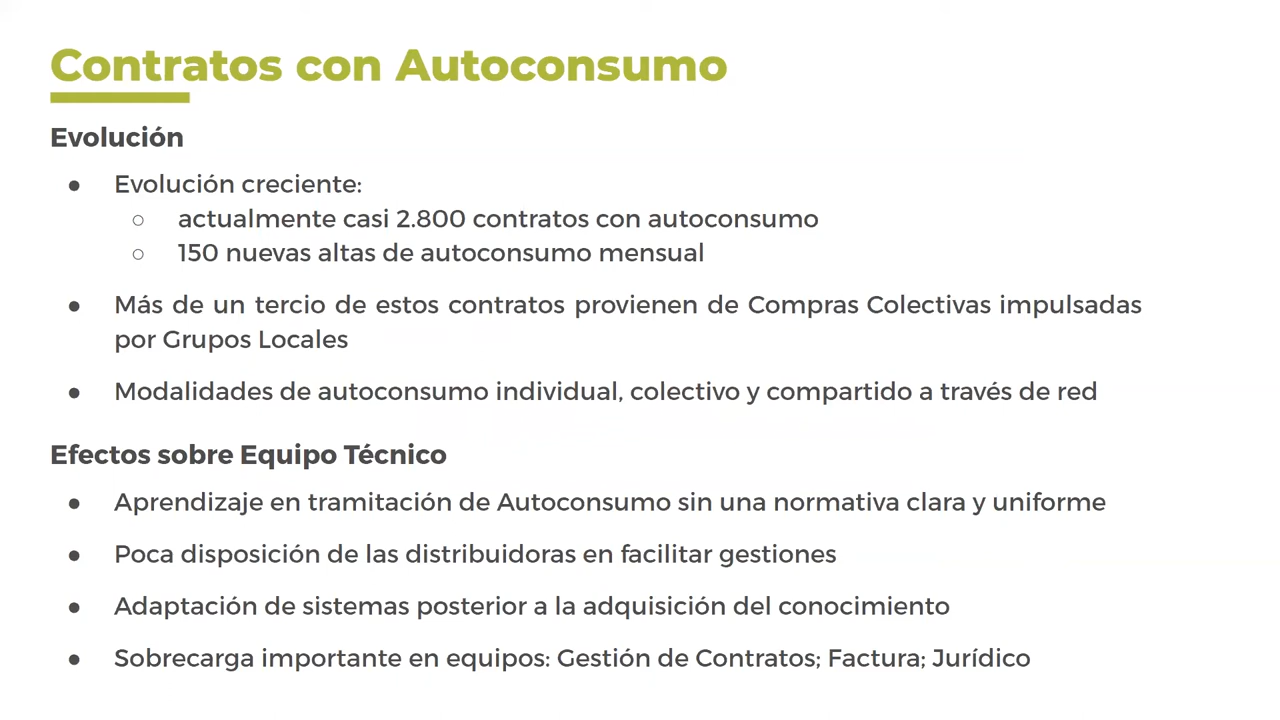 Contratos con Autoconsumo
Evolución
● Evolución creciente:
○ actualmente casi 2.800 contratos con autoconsumo
○ 150 nuevas altas de autoconsumo mensual
● Más de un tercio de estos contratos provienen de Compras Colectivas impulsadas
por Grupos Locales
● Modalidades de autoconsumo individual, colectivo y compartido a través de red
Efectos sobre Equipo Técnico
● Aprendizaje en tramitación de Autoconsumo sin una normativa clara y uniforme
● Poca disposición de las distribuidoras en facilitar gestiones
● Adaptación de sistemas posterior a la adquisición del conocimiento
● Sobrecarga importante en equipos: Gestión de Contratos; Factura; Jurídico